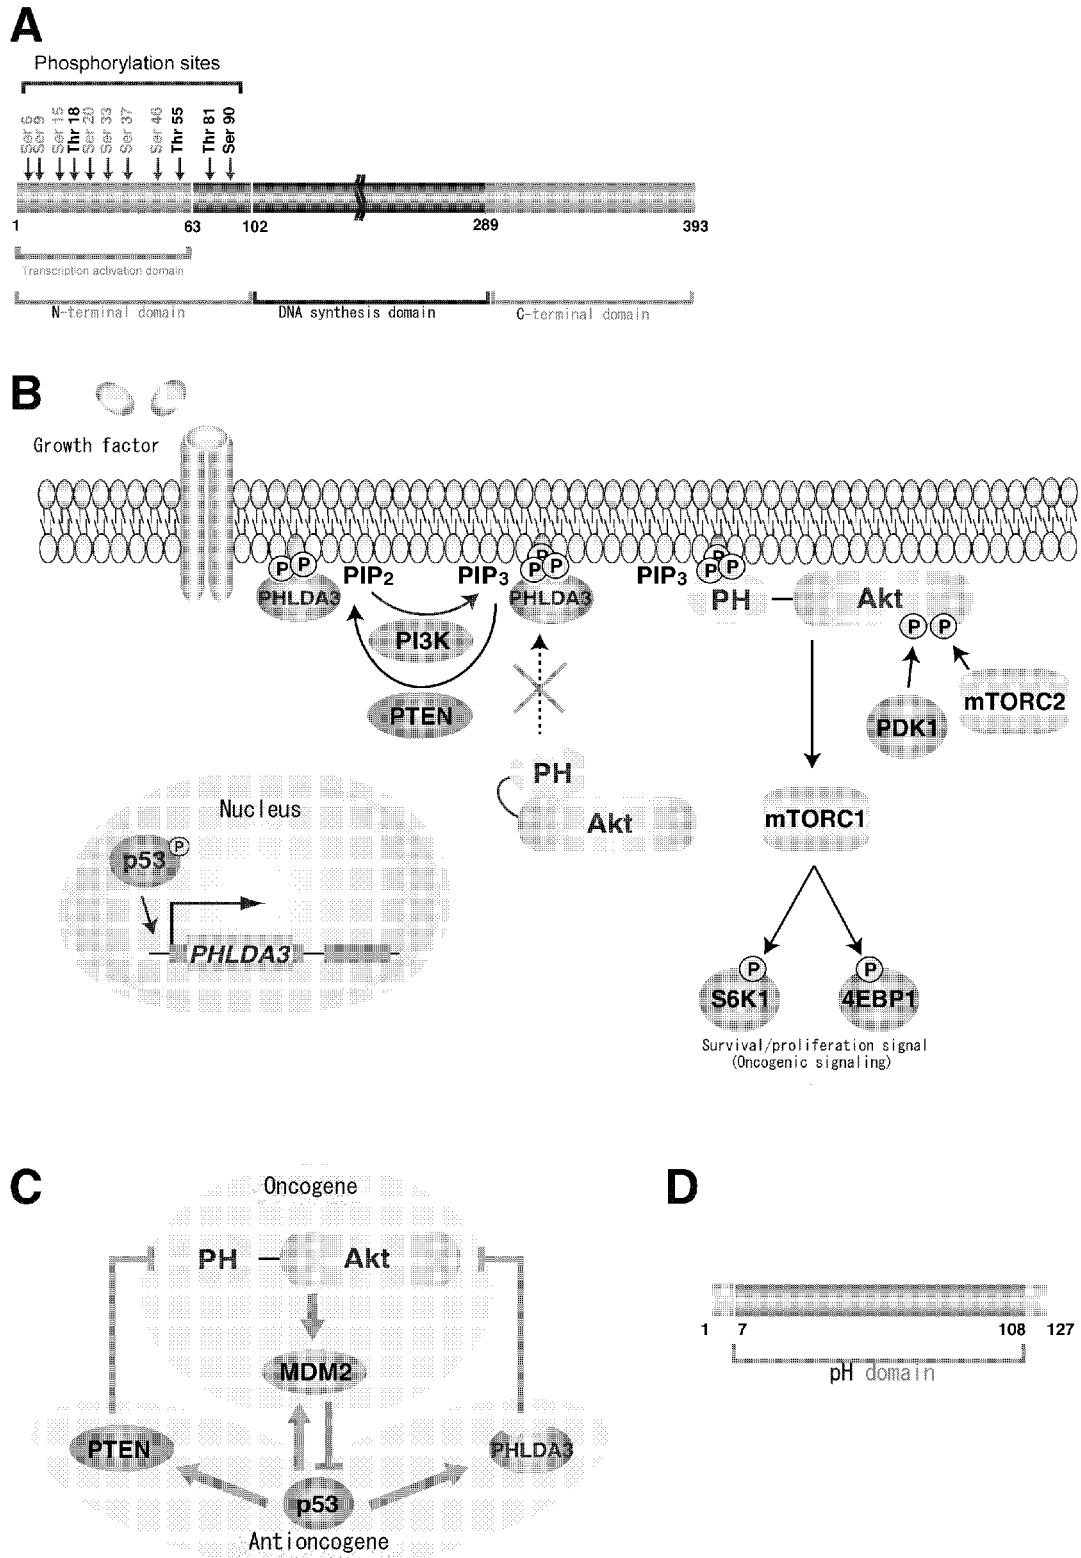 A
Phosphorylation sites
Ser 6
Ser 9
Ser 15
Thr 18
Ser 20
Ser 33
Ser 37
Ser 46
Thr 55
Thr 81
Ser 90
1 63 102 289 393
Transcription activation domain
N-terminal domain DNA synthesis domain C-terminal domain
B
Growth factor
P P P P P P P P
PIP2 PIP3 PIP3
PHLDA3 PHLDA3 PH Akt
P P
PI3K
mTORC2
PTEN PDK1
PH
Nucleus
Akt mTORC1
p53 P
PHLDA3
P P
S6K1 4EBP1
Survival/proliferation signal
(Oncogenic signaling)
C
Oncogene
PH Akt
MDM2
PTEN PHLDA3
p53
Antioncogene
D
1 7 108 127
pH domain